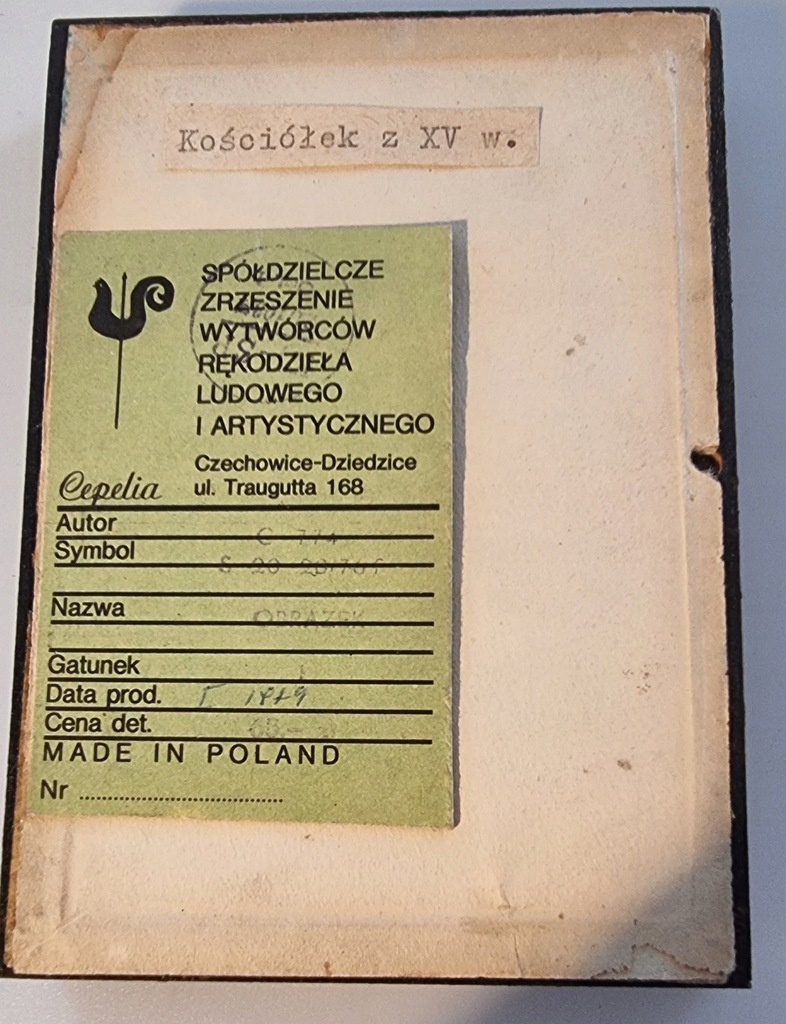 Kościółek z XV w.
SPÓŁDZIELCZE
ZRZESZENIE
WYTWÓRCÓW
RĘKODZIEŁA
LUDOWEGO
I ARTYSTYCZNEGO
Czechowice-Dziedzice
Cepelia ul. Traugutta 168
Autor
Symbol
Nazwa OBRAZEK
Gatunek I
Data prod. I 1979
Cena det.
MADE IN POLAND
Nr